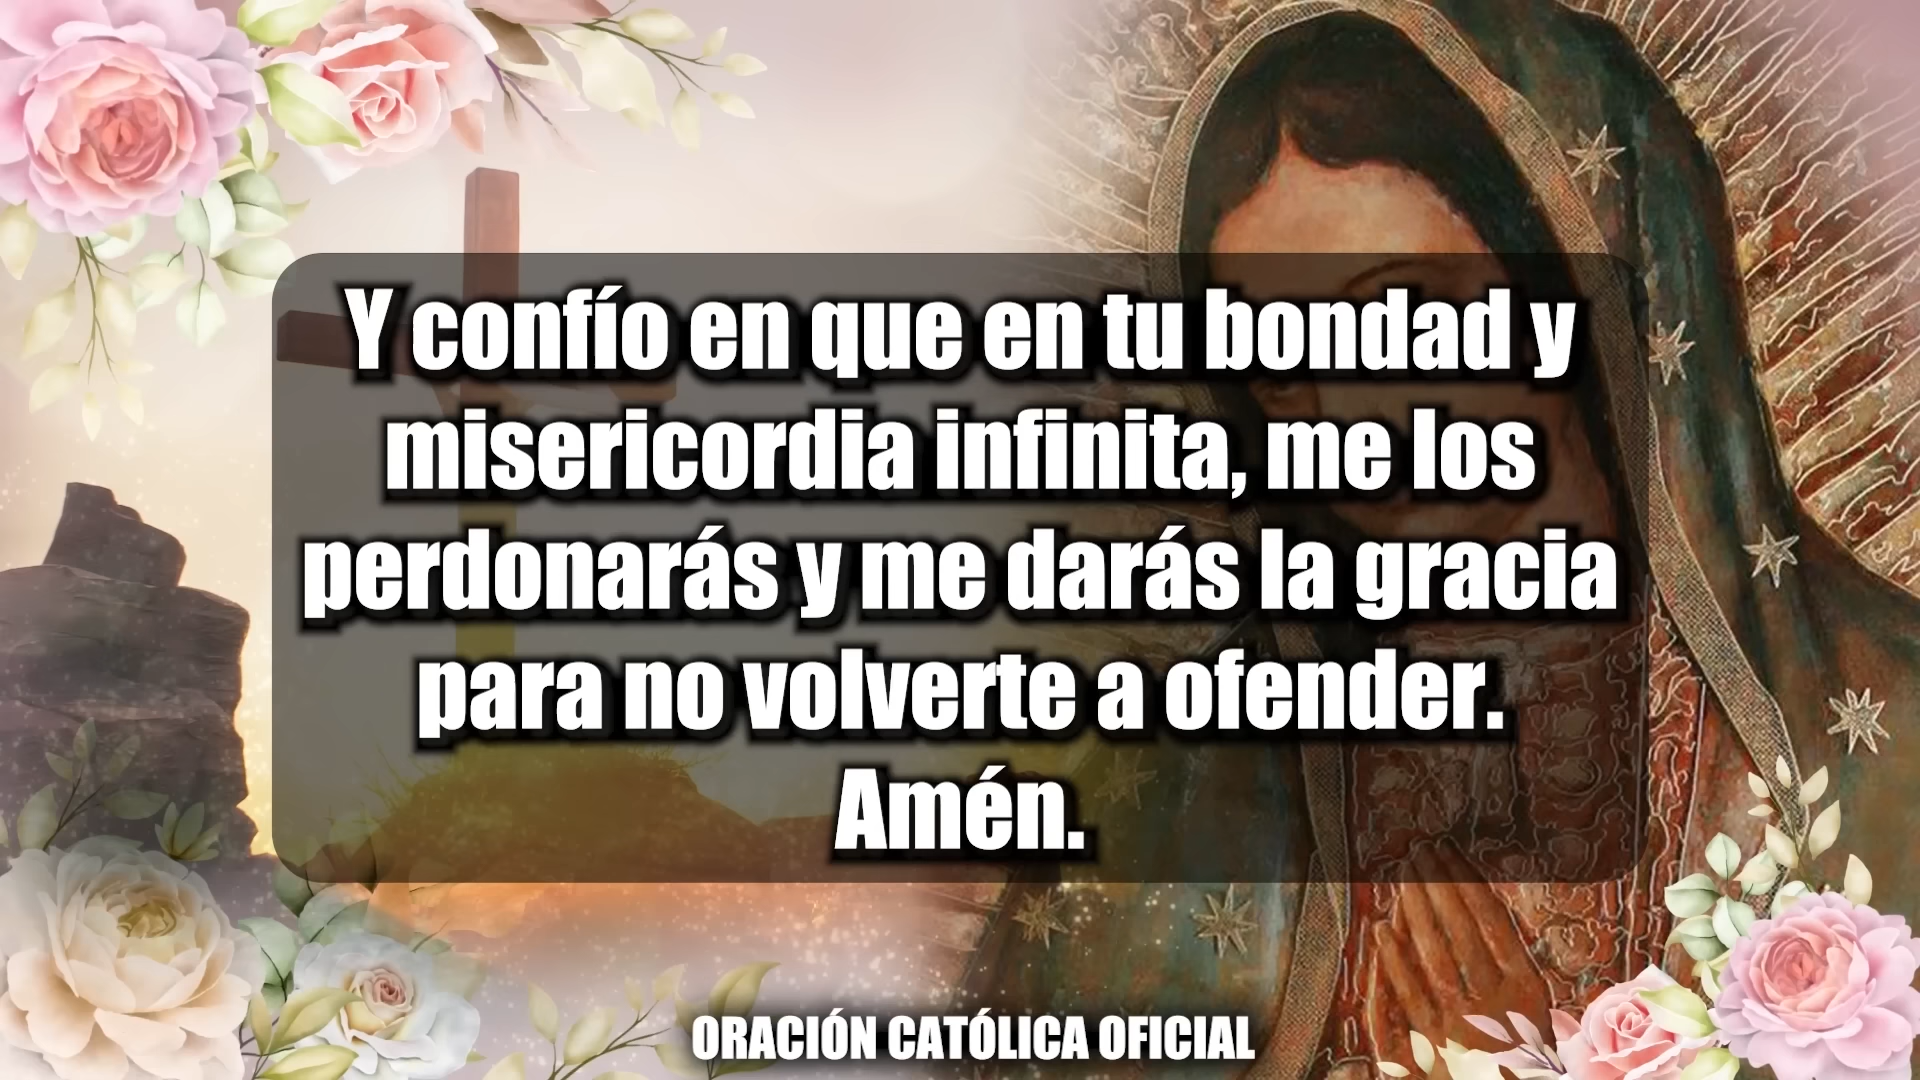 Y confío en que en tu bondad y
misericordia infinita, me los
perdonarás y me darás la gracia
para no volverte a ofender.
Amén.
ORACIÓN CATÓLICA OFICIAL